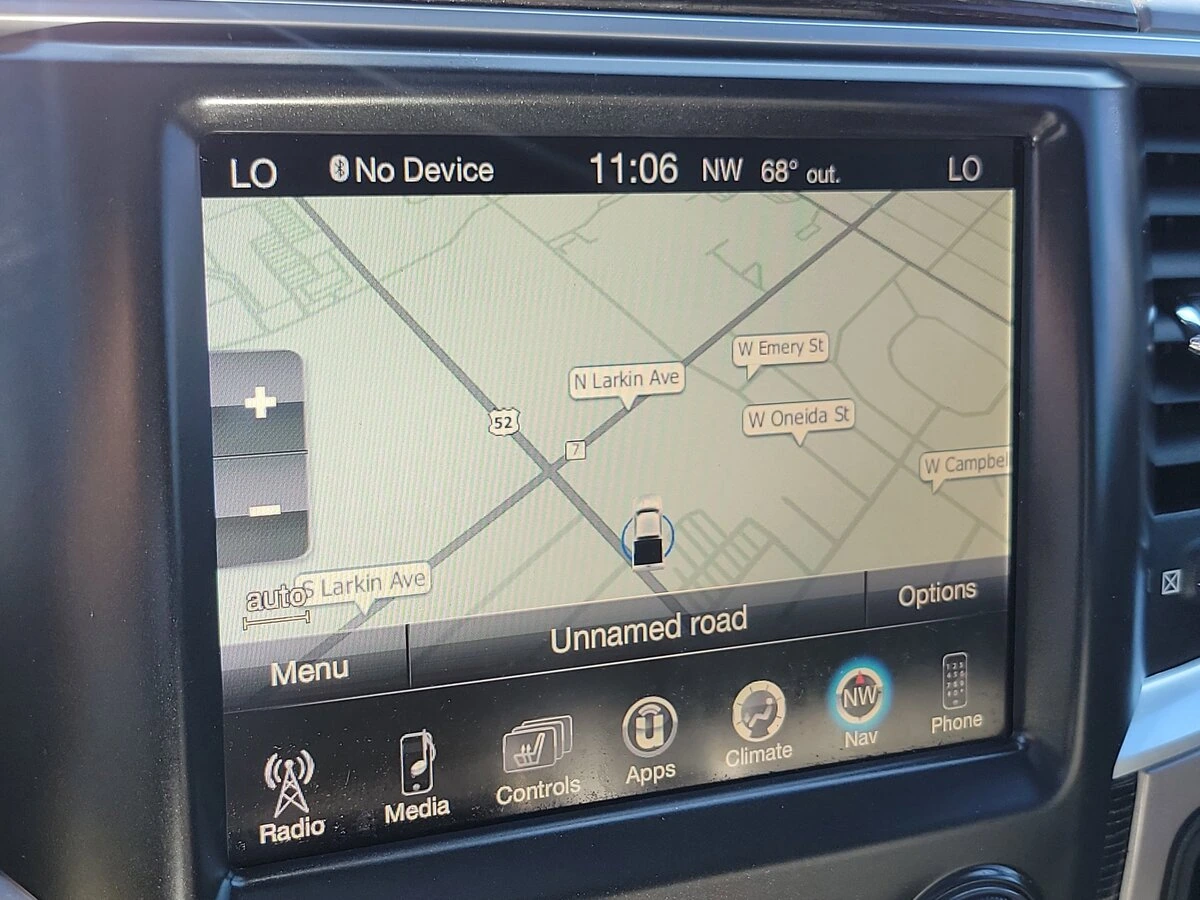 LO No Device 11:06 NW 68° out. LO
W Emery St
N Larkin Ave
W Oneida St
52
7
W Campbel
+
-
S Larkin Ave
auto
Menu Unnamed road Options
NW
Radio Media Controls Apps Climate Nav Phone